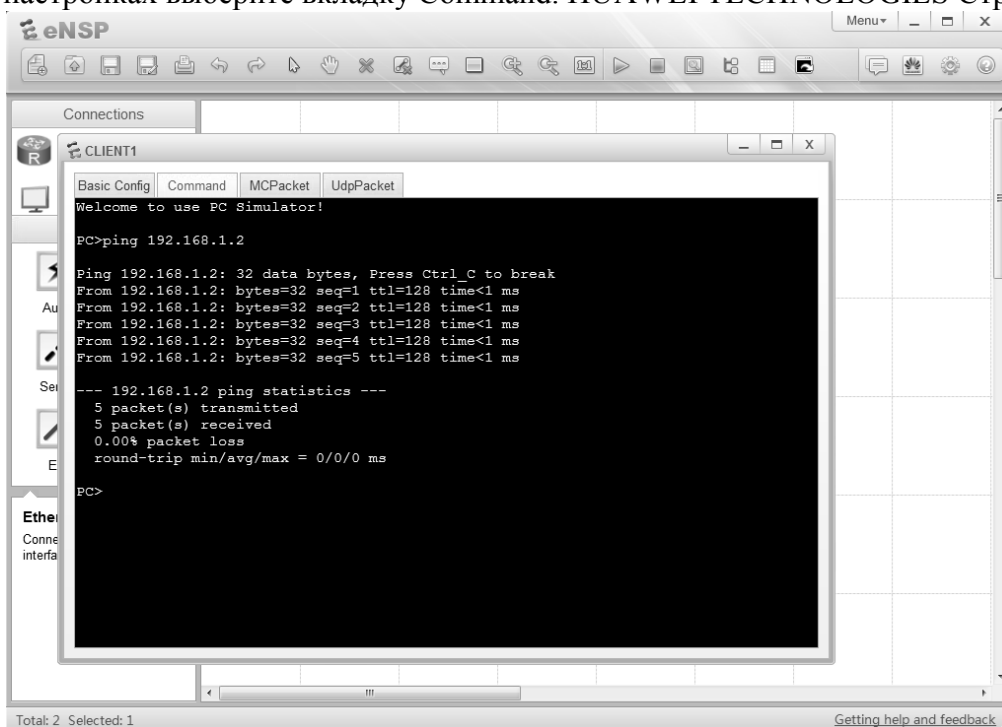 настройках выберите вкладку Command. HUAWEI TECHNOLOGIES Стр
eNSP
Menu
Connections
CLIENT1
Basic Config Command MCPacket UdpPacket
Welcome to use PC Simulator!
PC>ping 192.168.1.2
Ping 192.168.1.2: 32 data bytes, Press Ctrl_C to break
From 192.168.1.2: bytes=32 seq=1 ttl=128 time<1 ms
From 192.168.1.2: bytes=32 seq=2 ttl=128 time<1 ms
From 192.168.1.2: bytes=32 seq=3 ttl=128 time<1 ms
From 192.168.1.2: bytes=32 seq=4 ttl=128 time<1 ms
From 192.168.1.2: bytes=32 seq=5 ttl=128 time<1 ms
--- 192.168.1.2 ping statistics ---
5 packet(s) transmitted
5 packet(s) received
0.00% packet loss
round-trip min/avg/max = 0/0/0 ms
PC>
Au
Ser
E
Ether
Conne
interfa
Total: 2 Selected: 1
Getting help and feedback